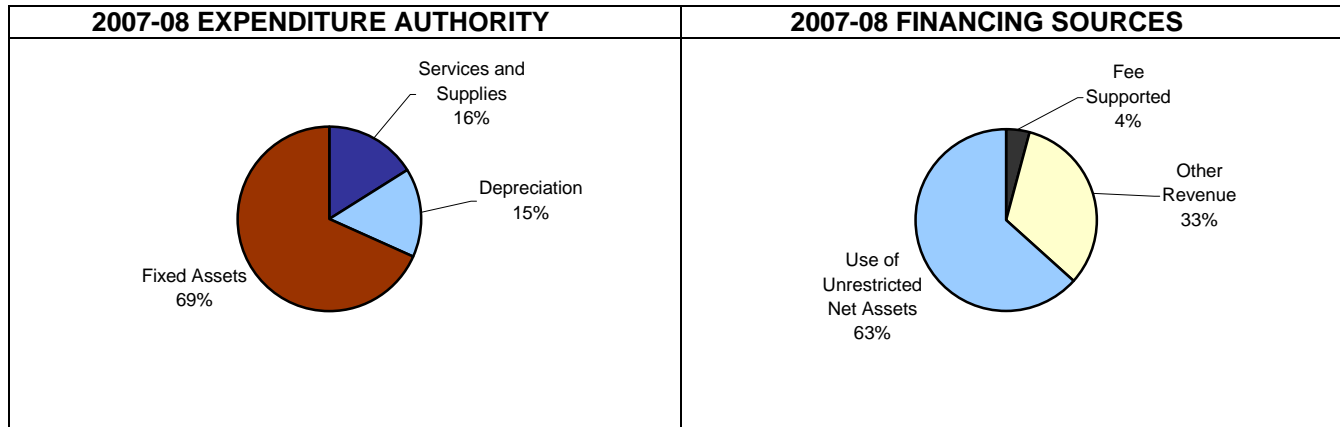 2007-08 EXPENDITURE AUTHORITY
Services and
Supplies
16%
Depreciation
15%
Fixed Assets
69%
2007-08 FINANCING SOURCES
Fee
Supported
4%
Other
Revenue
33%
Use of
Unrestricted
Net Assets
63%